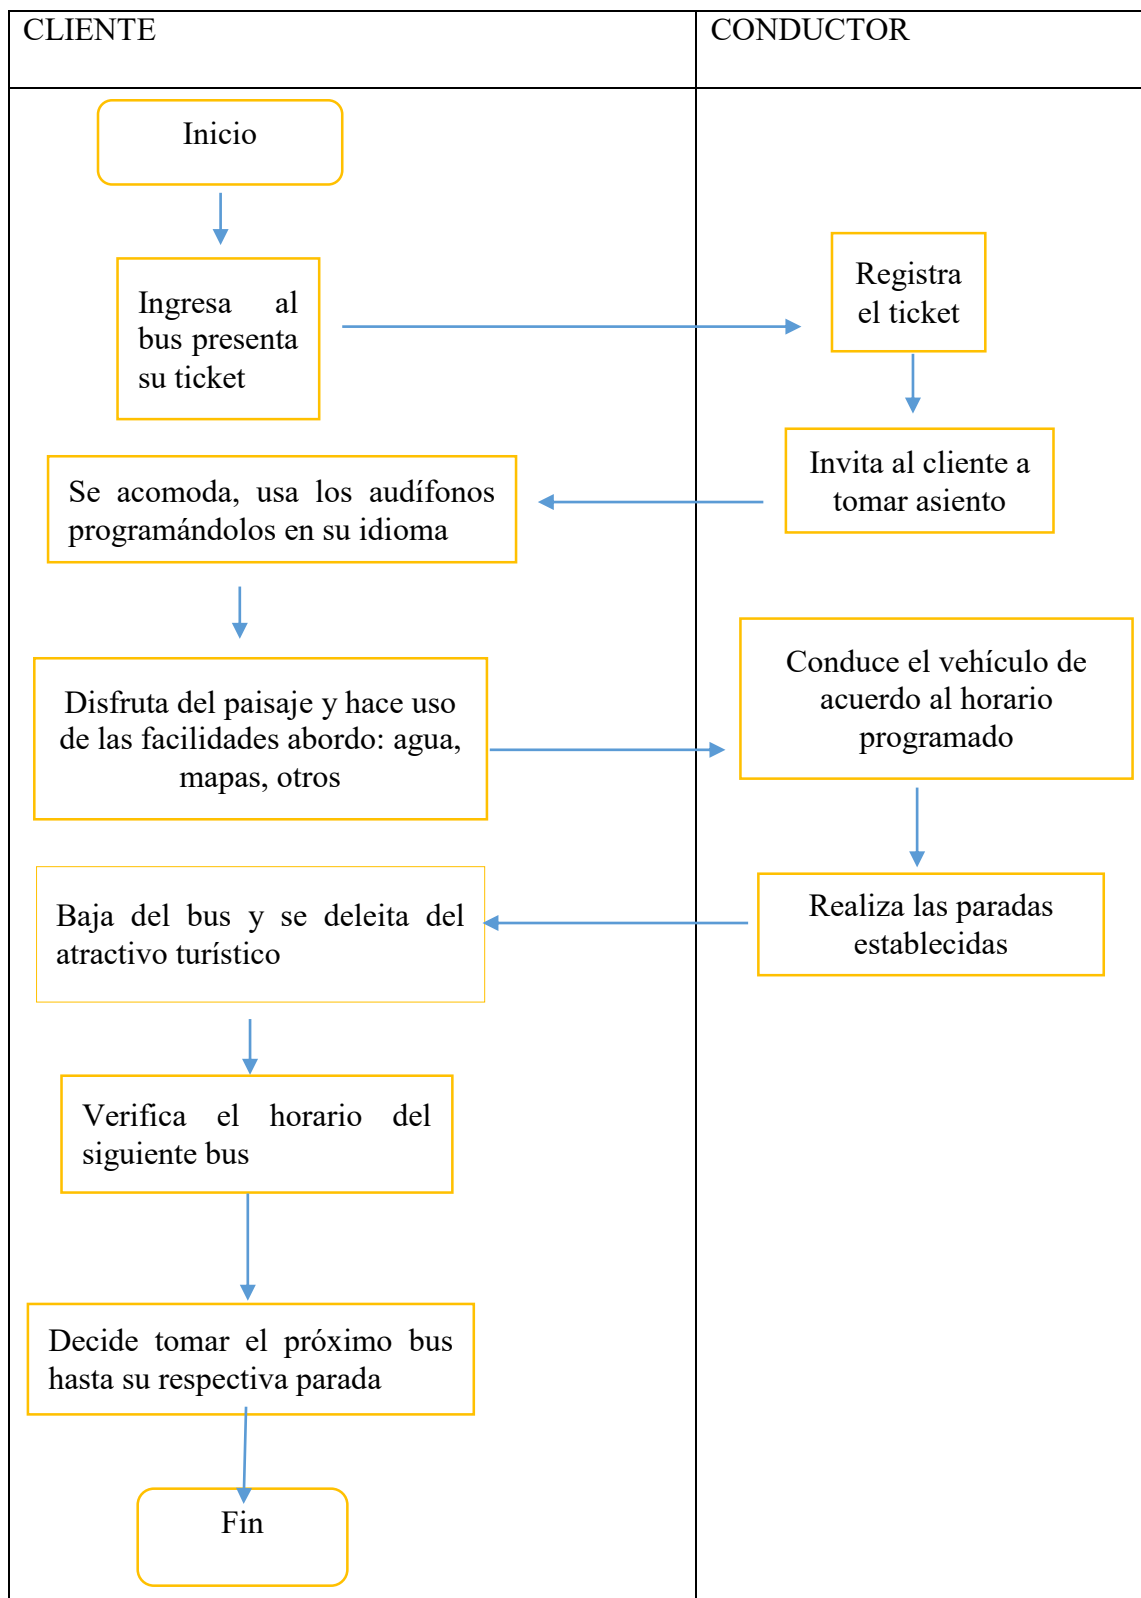 CLIENTE
CONDUCTOR
Inicio
Ingresa al
bus presenta
su ticket
Registra
el ticket
Invita al cliente a
tomar asiento
Se acomoda, usa los audífonos
programándolos en su idioma
Disfruta del paisaje y hace uso
de las facilidades abordo: agua,
mapas, otros
Conduce el vehículo de
acuerdo al horario
programado
Realiza las paradas
establecidas
Baja del bus y se deleita del
atractivo turístico
Verifica el horario del
siguiente bus
Decide tomar el próximo bus
hasta su respectiva parada
Fin